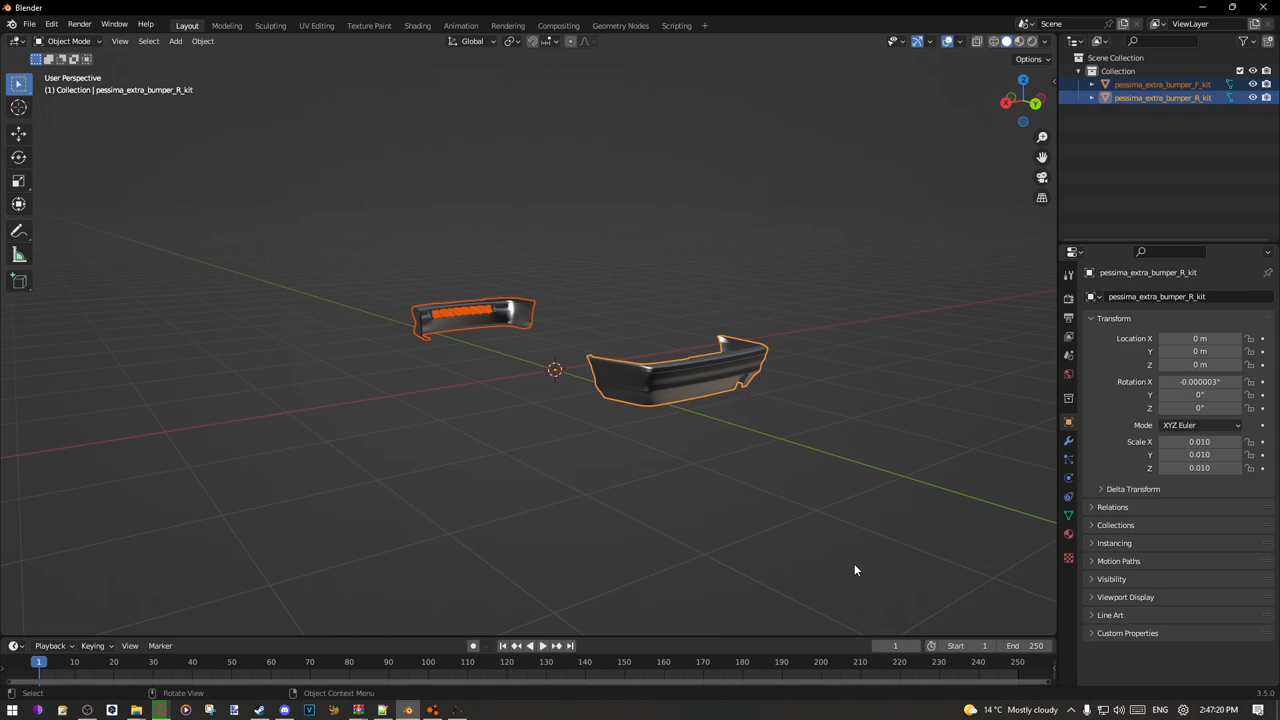 Blender
File Edit Render Window Help Layout Modeling Sculpting UV Editing Texture Paint Shading Animation Rendering Compositing Geometry Nodes Scripting + Scene ViewLayer
Object Mode View Select Add Object Global
Options
User Perspective
(1) Collection | pessima_extra_bumper_R_kit
Z
X
Y
Scene Collection
Collection
pessima_extra_bumper_F_kit
pessima_extra_bumper_R_kit
pessima_extra_bumper_R_kit
pessima_extra_bumper_R_kit
Transform
Location X 0 m
Y 0 m
Z 0 m
Rotation X -0.000003°
Y 0°
Z 0°
Mode XYZ Euler
Scale X 0.010
Y 0.010
Z 0.010
Delta Transform
Relations
Collections
Instancing
Motion Paths
Visibility
Viewport Display
Line Art
Custom Properties
Playback Keying View Marker 1 Start 1 End 250
1 10 20 30 40 50 60 70 80 90 100 110 120 130 140 150 160 170 180 190 200 210 220 230 240 250
Select Rotate View Object Context Menu 3.5.0
14 °C Mostly cloudy ENG 2:47:20 PM